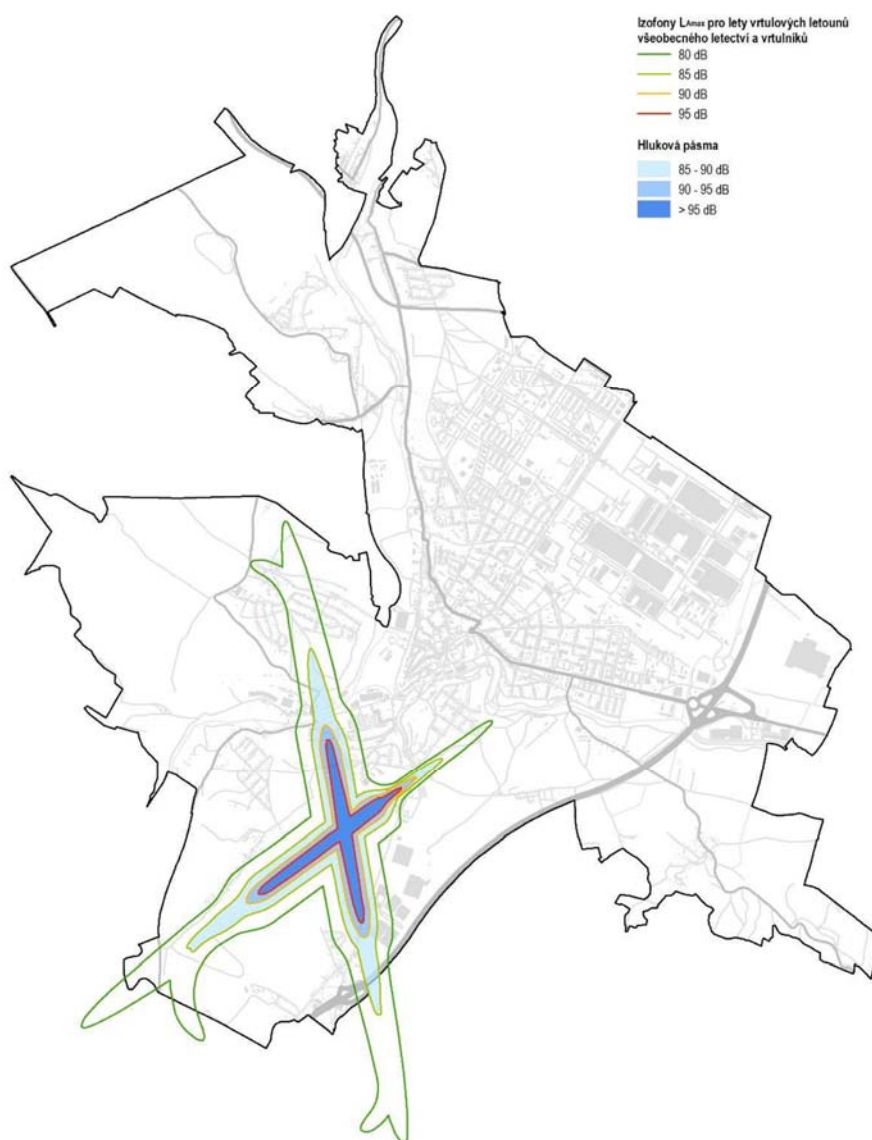 Izofony LAmax pro lety vrtulových letounů
všeobecného letectví a vrtulníků
80 dB
85 dB
90 dB
95 dB
Hluková pásma
85 - 90 dB
90 - 95 dB
> 95 dB